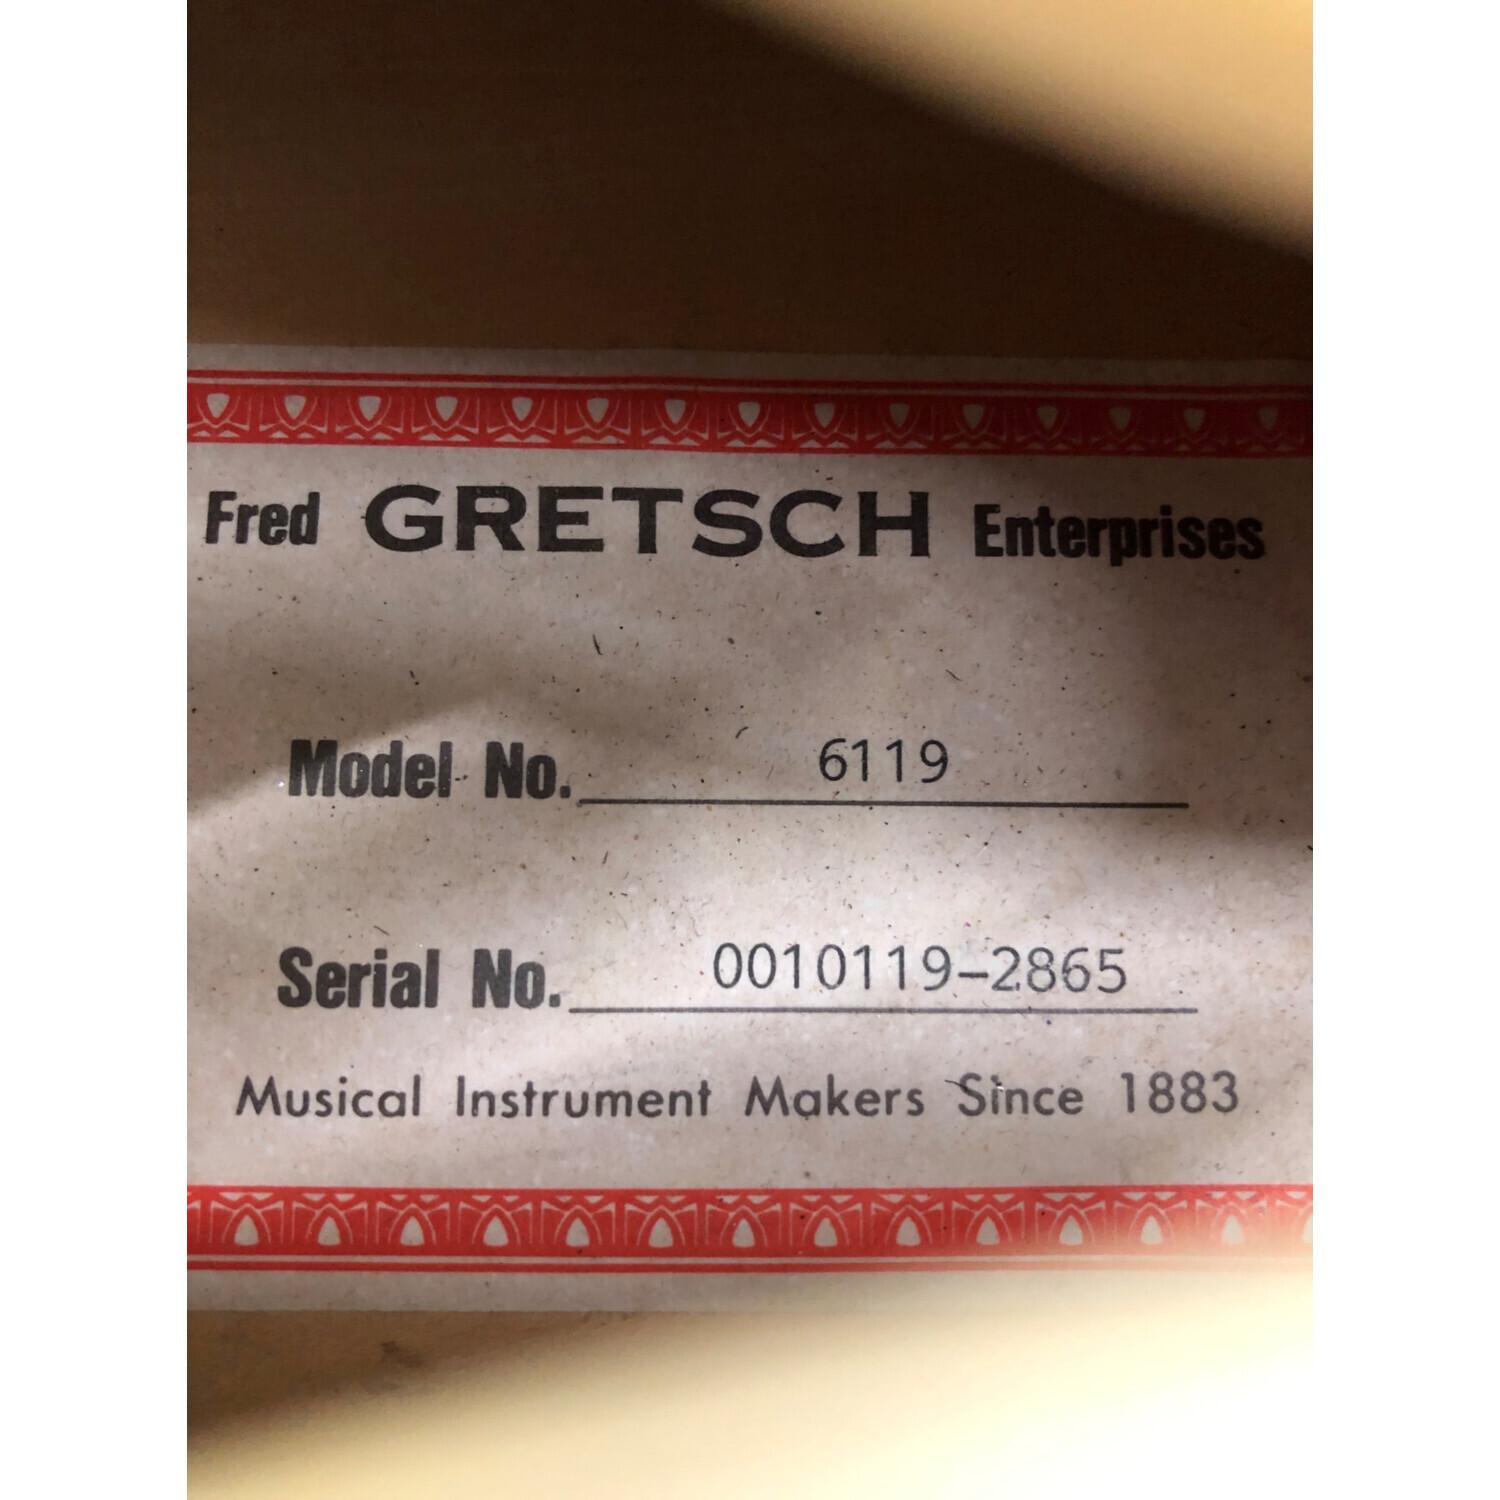 Fred GRETSCH Enterprises
Model No. 6119
Serial No. 0010119-2865
Musical Instrument Makers Since 1883